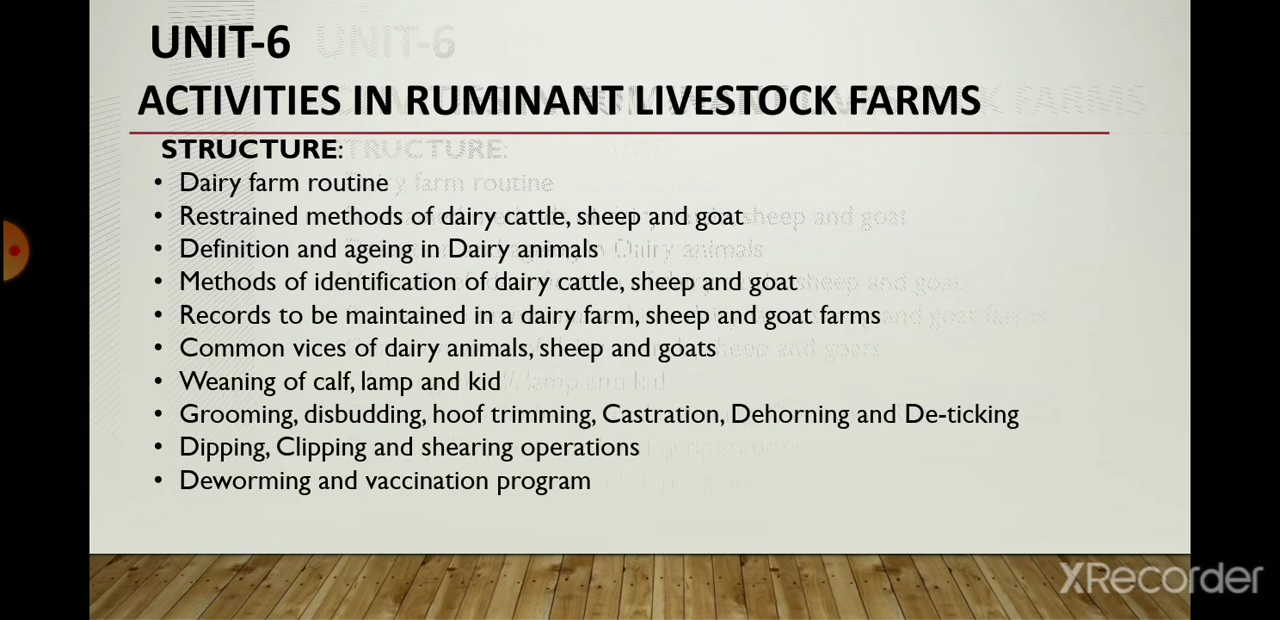 UNIT-6
ACTIVITIES IN RUMINANT LIVESTOCK FARMS
STRUCTURE:
• Dairy farm routine
• Restrained methods of dairy cattle, sheep and goat
• Definition and ageing in Dairy animals
• Methods of identification of dairy cattle, sheep and goat
• Records to be maintained in a dairy farm, sheep and goat farms
• Common vices of dairy animals, sheep and goats
• Weaning of calf, lamp and kid
• Grooming, disbudding, hoof trimming, Castration, Dehorning and De-ticking
• Dipping, Clipping and shearing operations
• Deworming and vaccination program
XRecorder